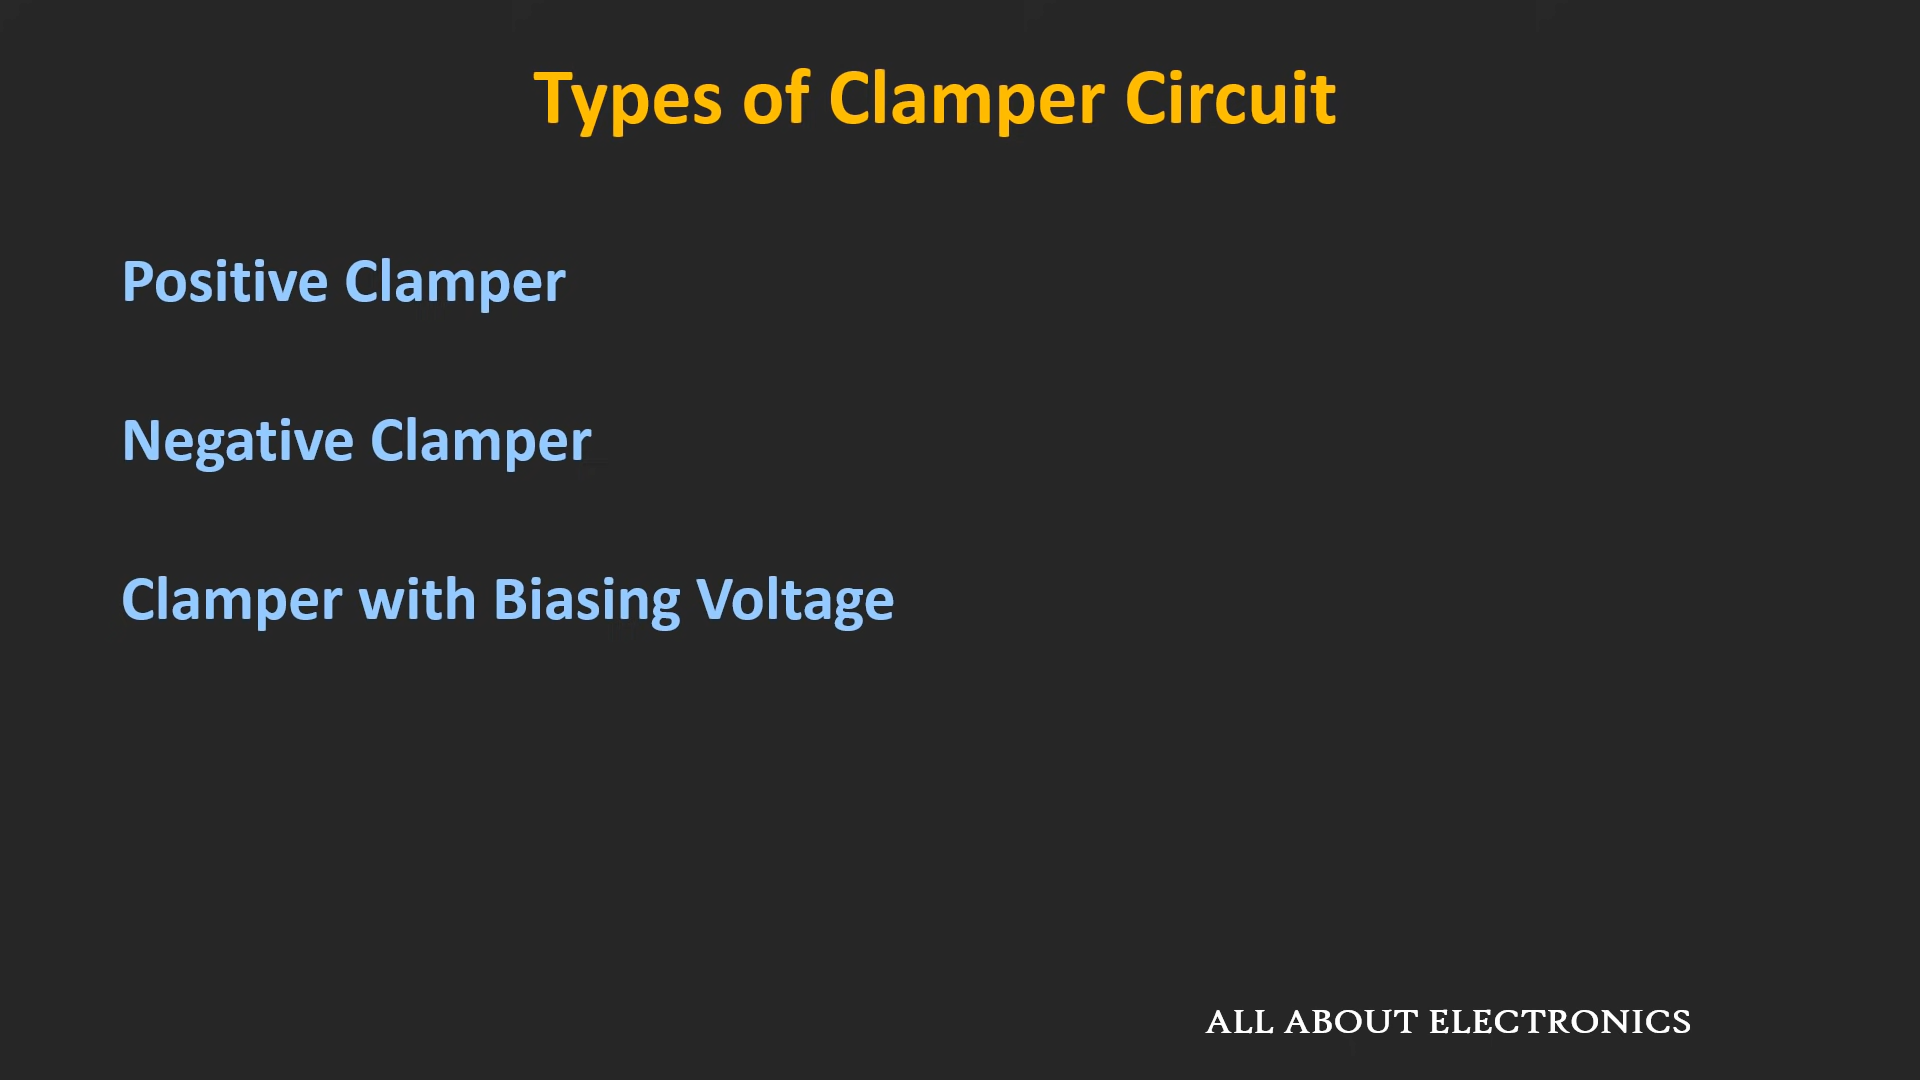 Types of Clamper Circuit
Positive Clamper
Negative Clamper
Clamper with Biasing Voltage
ALL ABOUT ELECTRONICS